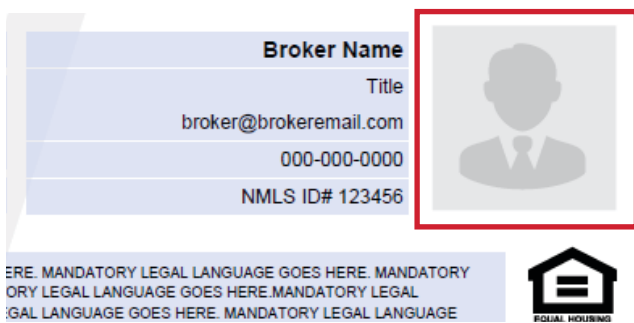 Broker Name
Title
broker@brokeremail.com
000-000-0000
NMLS ID# 123456
ERE. MANDATORY LEGAL LANGUAGE GOES HERE. MANDATORY
ORY LEGAL LANGUAGE GOES HERE.MANDATORY LEGAL
EGAL LANGUAGE GOES HERE. MANDATORY LEGAL LANGUAGE
EQUAL HOUSING